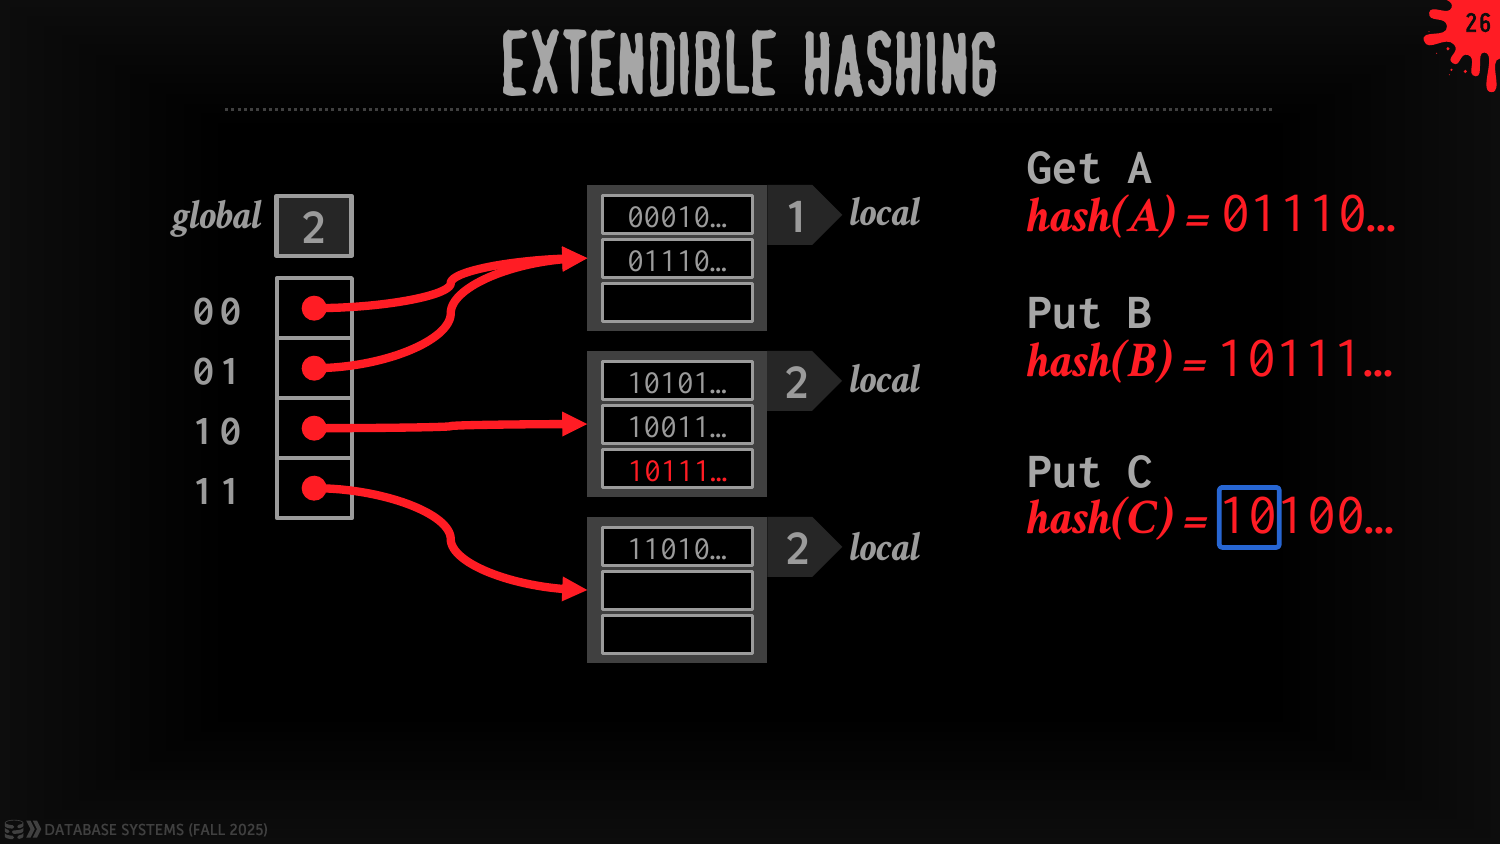 26
EXTENDIBLE HASHING
global 2
00
01
10
11
00010…
01110…
1 local
10101…
10011…
10111…
2 local
11010…
2 local
Get A
hash(A) = 01110…
Put B
hash(B) = 10111…
Put C
hash(C) = 10100…
DATABASE SYSTEMS (FALL 2025)